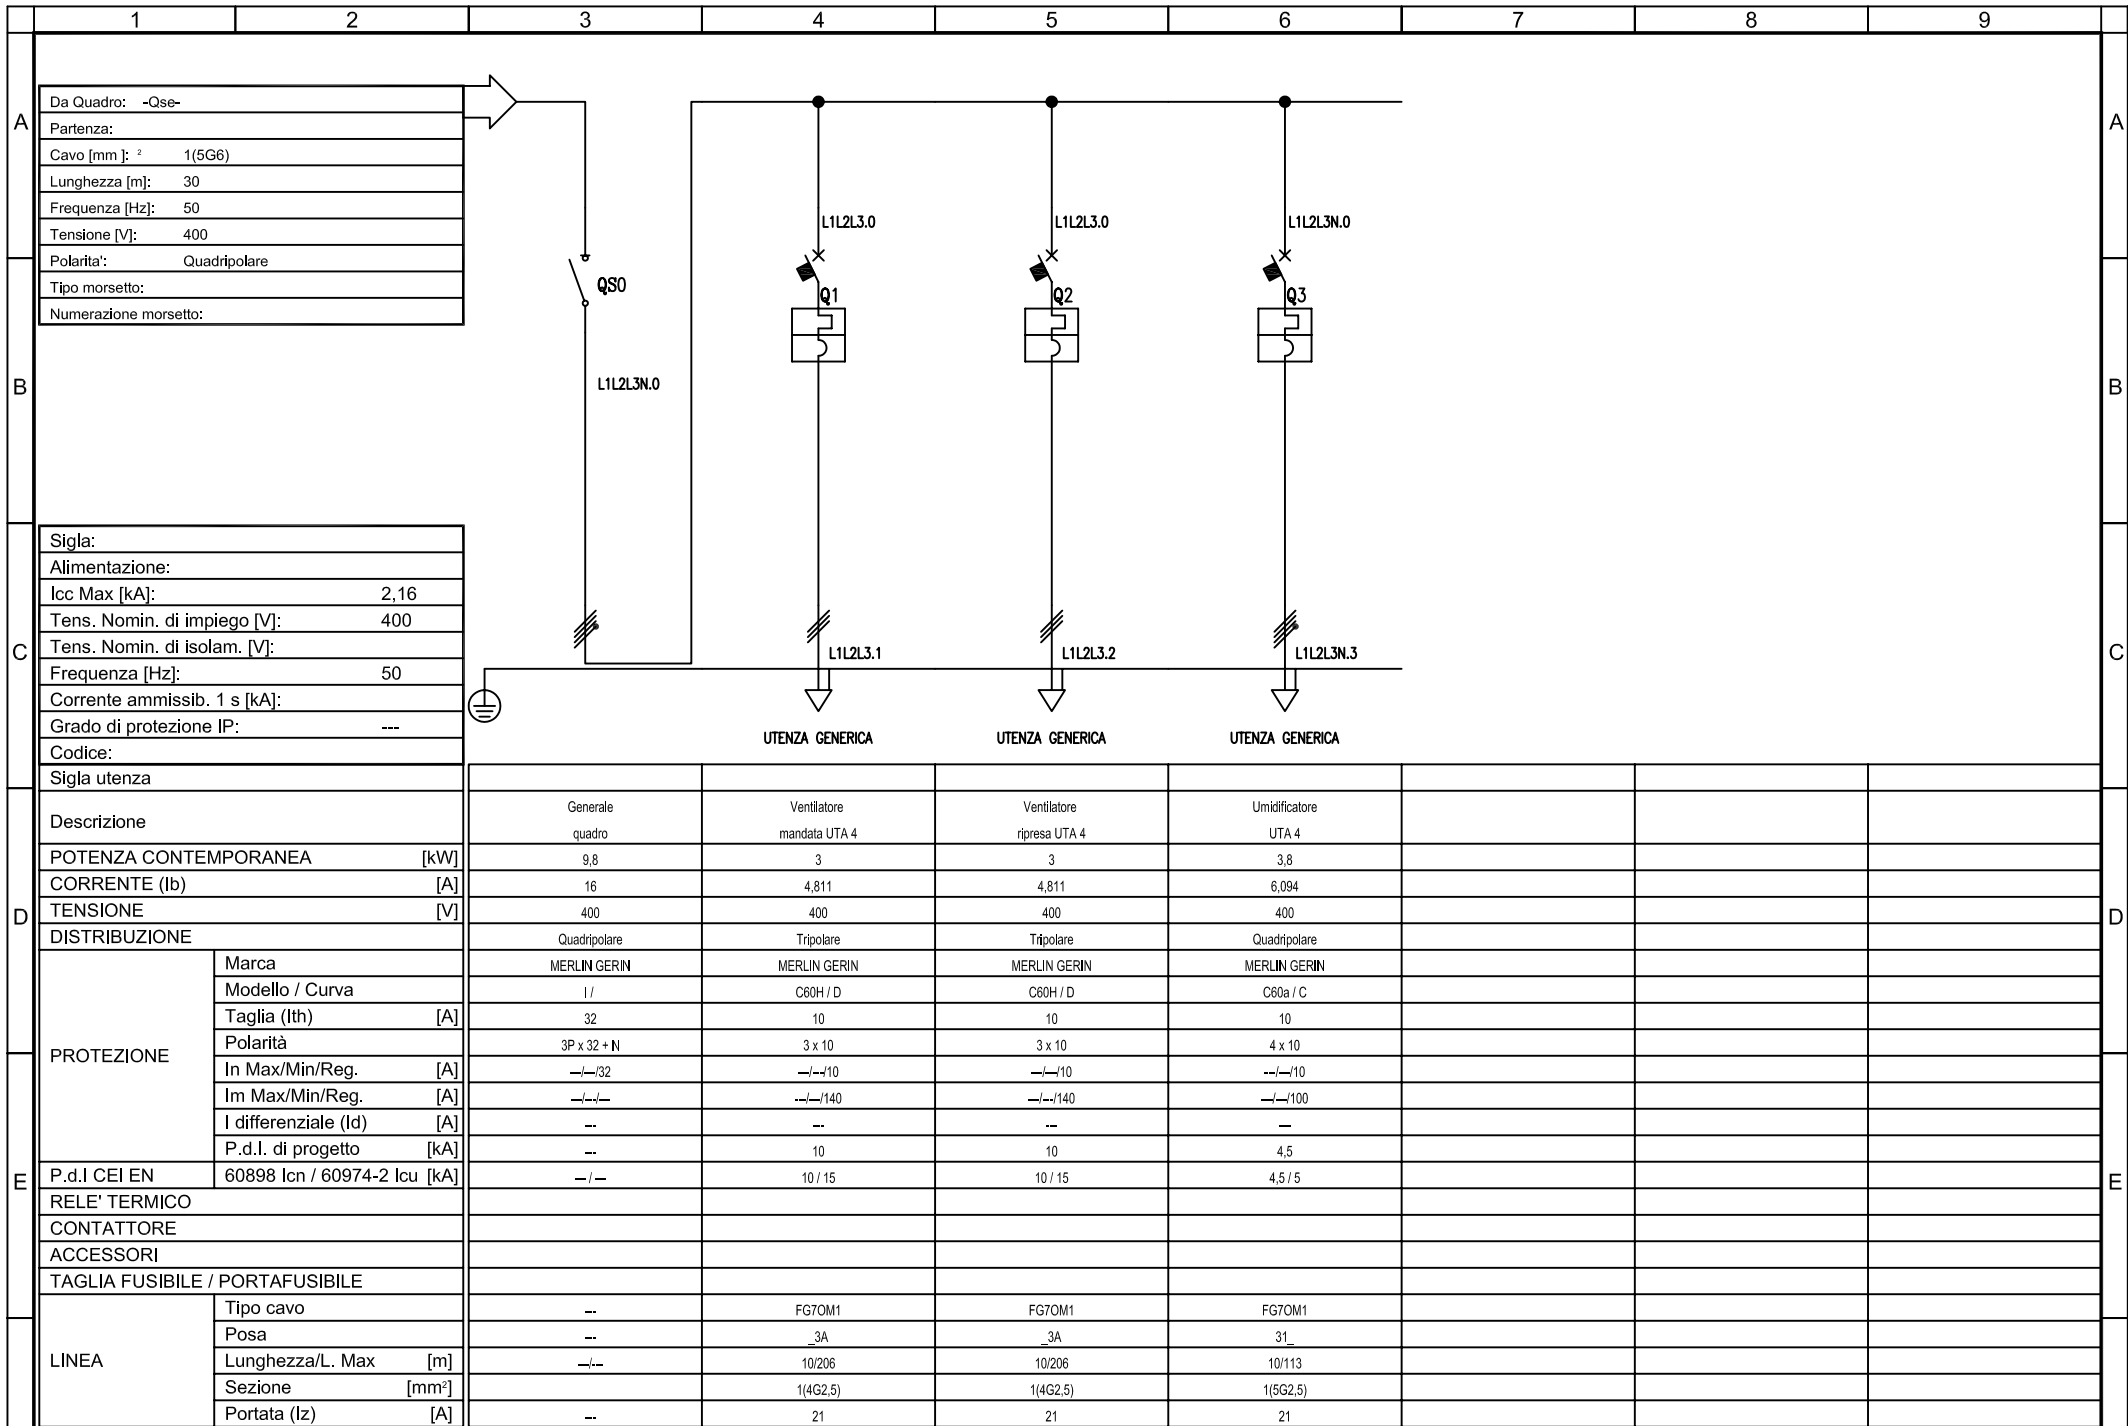 1 2 3 4 5 6 7 8 9
A A
Da Quadro: -Qse-
Partenza:
Cavo [mm ]: ² 1(5G6)
Lunghezza [m]: 30
Frequenza [Hz]: 50
Tensione [V]: 400
Polarita': Quadripolare
Tipo morsetto:
Numerazione morsetto:
L1L2L3.0 L1L2L3.0 L1L2L3N.0
QS0 Q1 Q2 Q3
L1L2L3N.0
B B
Sigla:
Alimentazione:
Icc Max [kA]: 2,16
Tens. Nomin. di impiego [V]: 400
Tens. Nomin. di isolam. [V]:
Frequenza [Hz]: 50
Corrente ammissib. 1 s [kA]:
Grado di protezione IP: ---
Codice:
C C
L1L2L3.1 L1L2L3.2 L1L2L3N.3
UTENZA GENERICA UTENZA GENERICA UTENZA GENERICA
Sigla utenza
Descrizione Generale quadro Ventilatore mandata UTA 4 Ventilatore ripresa UTA 4 Umidificatore UTA 4
POTENZA CONTEMPORANEA [kW] 9,8 3 3 3,8
CORRENTE (Ib) [A] 16 4,811 4,811 6,094
D TENSIONE [V] 400 400 400 400 D
DISTRIBUZIONE Quadripolare Tripolare Tripolare Quadripolare
PROTEZIONE
Marca MERLIN GERIN MERLIN GERIN MERLIN GERIN MERLIN GERIN
Modello / Curva I / C60H / D C60H / D C60a / C
Taglia (Ith) [A] 32 10 10 10
Polarità 3P x 32 + N 3 x 10 3 x 10 4 x 10
In Max/Min/Reg. [A] ---/---/32 ---/---/10 ---/---/10 ---/---/10
Im Max/Min/Reg. [A] ---/---/--- ---/---/140 ---/---/140 ---/---/100
I differenziale (Id) [A] --- --- --- ---
P.d.I. di progetto [kA] --- 10 10 4,5
E P.d.I CEI EN 60898 Icn / 60974-2 Icu [kA] --- / --- 10 / 15 10 / 15 4,5 / 5 E
RELE' TERMICO
CONTATTORE
ACCESSORI
TAGLIA FUSIBILE / PORTAFUSIBILE
LINEA
Tipo cavo --- FG7OM1 FG7OM1 FG7OM1
Posa --- _3A _3A 31_
Lunghezza/L. Max [m] ---/--- 10/206 10/206 10/113
Sezione [mm²] 1(4G2,5) 1(4G2,5) 1(5G2,5)
Portata (Iz) [A] --- 21 21 21